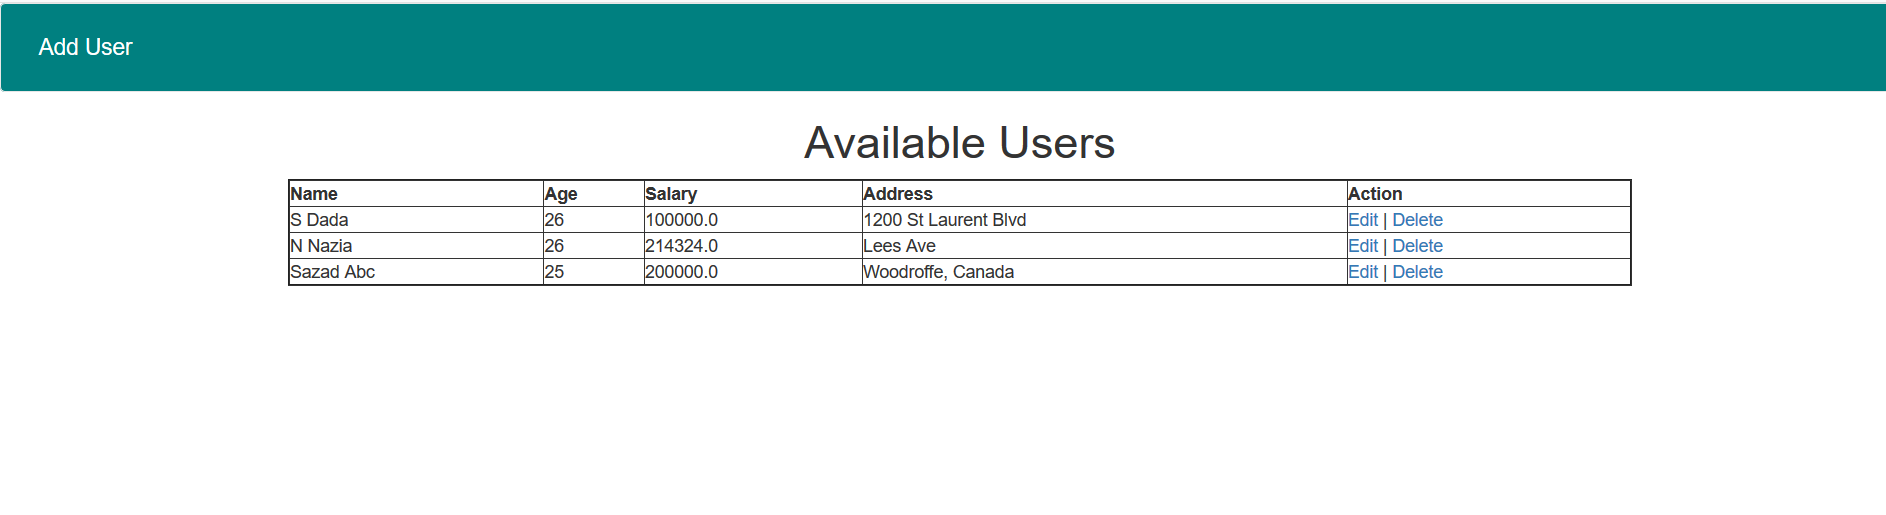 Add User
Available Users
Name Age Salary Address Action
S Dada 26 100000.0 1200 St Laurent Blvd Edit | Delete
N Nazia 26 214324.0 Lees Ave Edit | Delete
Sazad Abc 25 200000.0 Woodroffe, Canada Edit | Delete